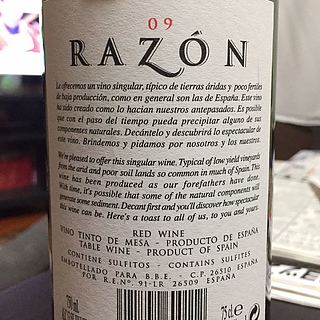 09
RAZÓN
Le ofrecemos un vino singular, típico de tierras áridas y poco feriles
de baja producción, como en general son las de España. Este vino
ha sido creado como lo hacian nuestros antepasados. Es posible
que con el paso del tiempo pueda precipitar alguno de sus
componentes naturales. Decántelo y descubrirá lo espectacular de
este vino. Brindemos y pidamos por nosotros y los nuestros.
We're pleased to offer this singular wine. Typical of low yield vineyards
from the arid and poor soil lands so common in much of Spain. This
wine has been produced as our forefathers have done.
With time, it's possible that some of the natural components will
generate some sediment. Decant first and you'll discover how spectacular
this wine can be. Here's a toast to all of us, to you and yours.
RED WINE
VINO TINTO DE MESA - PRODUCTO DE ESPAÑA
TABLE WINE - PRODUCT OF SPAIN
CONTIENE SULFITOS - CONTAINS SULFITES
EMBOTELLADO PARA B.B.E. - C.P. 26510 ESPAÑA
POR R.E.Nº. 91-LR 26509 ESPAÑA
75cl e